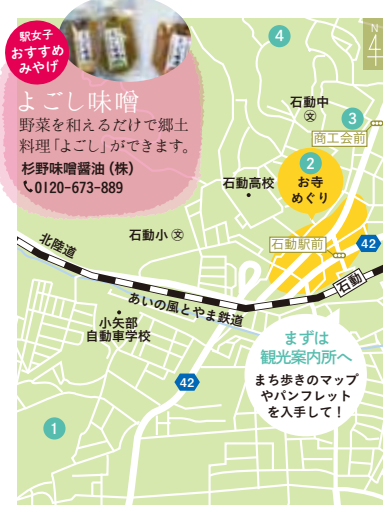 駅女子
おすすめ
みやげ
よごし味噌
野菜を和えるだけで郷土
料理「よごし」ができます。
杉野味噌醤油(株)
0120-673-889
4
N
石動中
文
3
商工会前
2
お寺
めぐり
石動高校
石動小 文
石動駅前
42
北陸道
石動
あいの風とやま鉄道
小矢部
自動車学校
まずは
観光案内所へ
まち歩きのマップ
やパンフレット
を入手して!
42
1